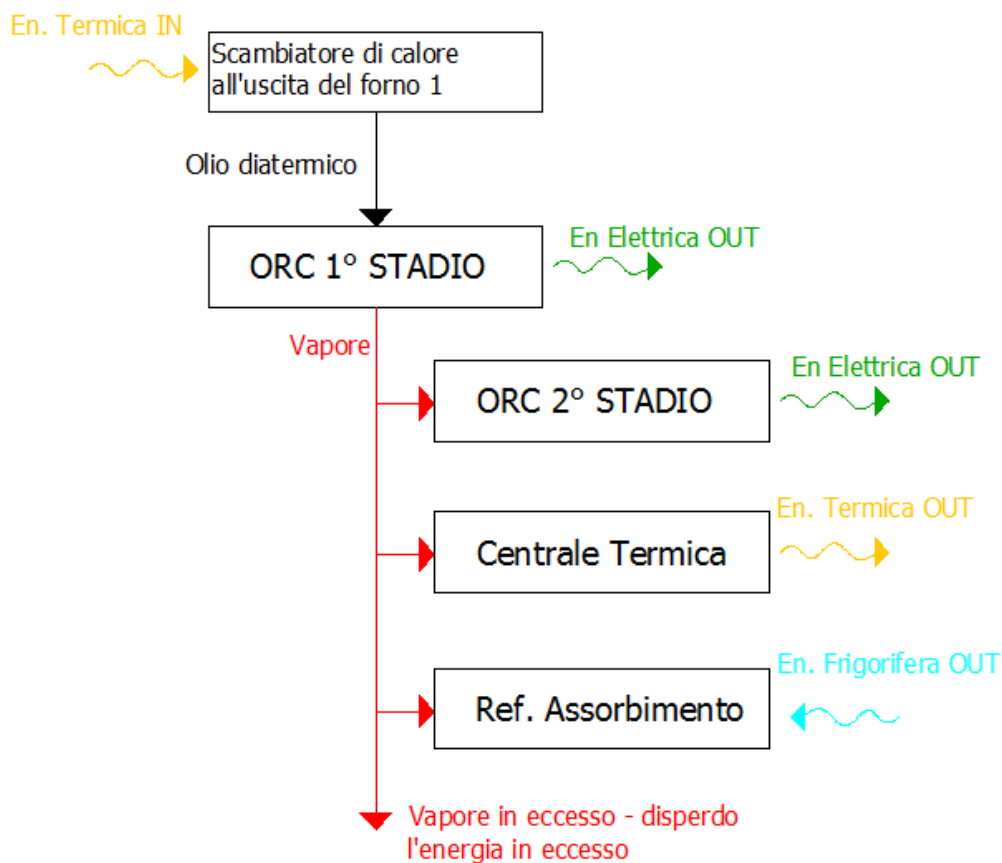 En. Termica IN
Scambiatore di calore
all'uscita del forno 1
Olio diatermico
ORC 1° STADIO
En Elettrica OUT
Vapore
ORC 2° STADIO
En Elettrica OUT
Centrale Termica
En. Termica OUT
Ref. Assorbimento
En. Frigorifera OUT
Vapore in eccesso - disperdo
l'energia in eccesso